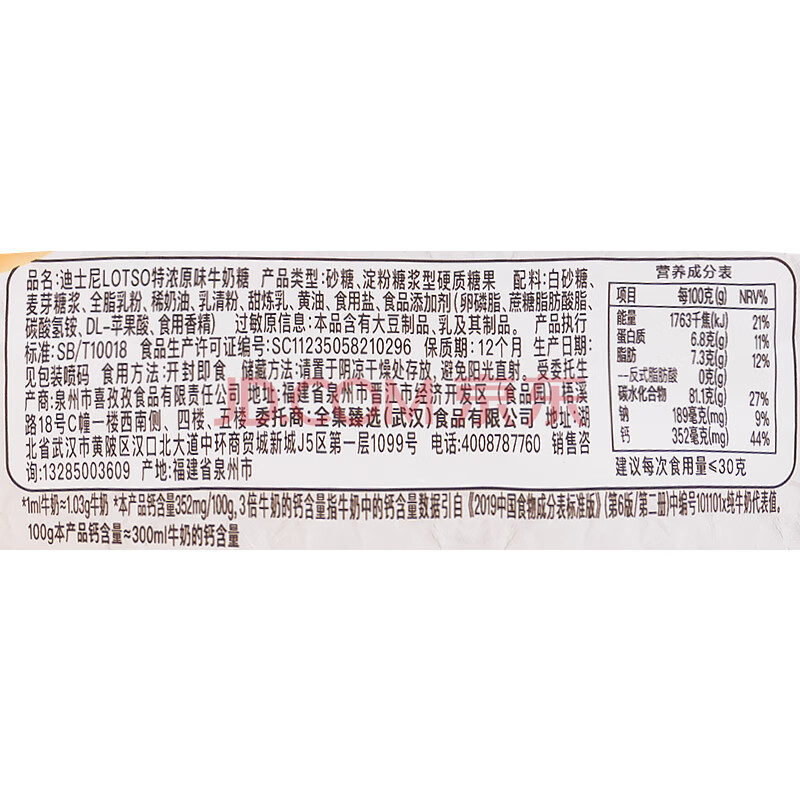 品名:迪士尼LOTSO特浓原味牛奶糖 产品类型:砂糖、淀粉糖浆型硬质糖果 配料:白砂糖、
麦芽糖浆、全脂乳粉、稀奶油、乳清粉、甜炼乳、黄油、食用盐、食品添加剂(卵磷脂、蔗糖脂肪酸脂、
碳酸氢铵、DL-苹果酸、食用香精) 过敏原信息:本品含有大豆制品、乳及其制品。 产品执行
标准:SB/T10018 食品生产许可证编号:SC11235058210296 保质期:12个月 生产日期:
见包装喷码 食用方法:开封即食 储藏方法:请置于阴凉干燥处存放,避免阳光直射。受委托生
产商:泉州市喜孜孜食品有限责任公司 地址:福建省泉州市晋江市经济开发区(食品园)梧溪
路18号C幢一楼西南侧、四楼、五楼 委托商:全集臻选(武汉)食品有限公司 地址:湖
北省武汉市黄陂区汉口北大道中环商贸城新城J5区第一层1099号 电话:4008787760 销售咨
询:13285003609 产地:福建省泉州市
营养成分表
项目 每100克(g) NRV%
能量 1763千焦(kJ) 21%
蛋白质 6.8克(g) 11%
脂肪 7.3克(g) 12%
--反式脂肪酸 0克(g)
碳水化合物 81.1克(g) 27%
钠 189毫克(mg) 9%
钙 352毫克(mg) 44%
建议每次食用量≤30克
*1ml牛奶≈1.03g牛奶 *本产品钙含量352mg/100g, 3倍牛奶的钙含量指牛奶中的钙含量数据引自《2019中国食物成分表标准版》(第6版/第二册)中编号101101x纯牛奶代表值。
100g本产品钙含量≈300ml牛奶的钙含量
JD.COM 京东